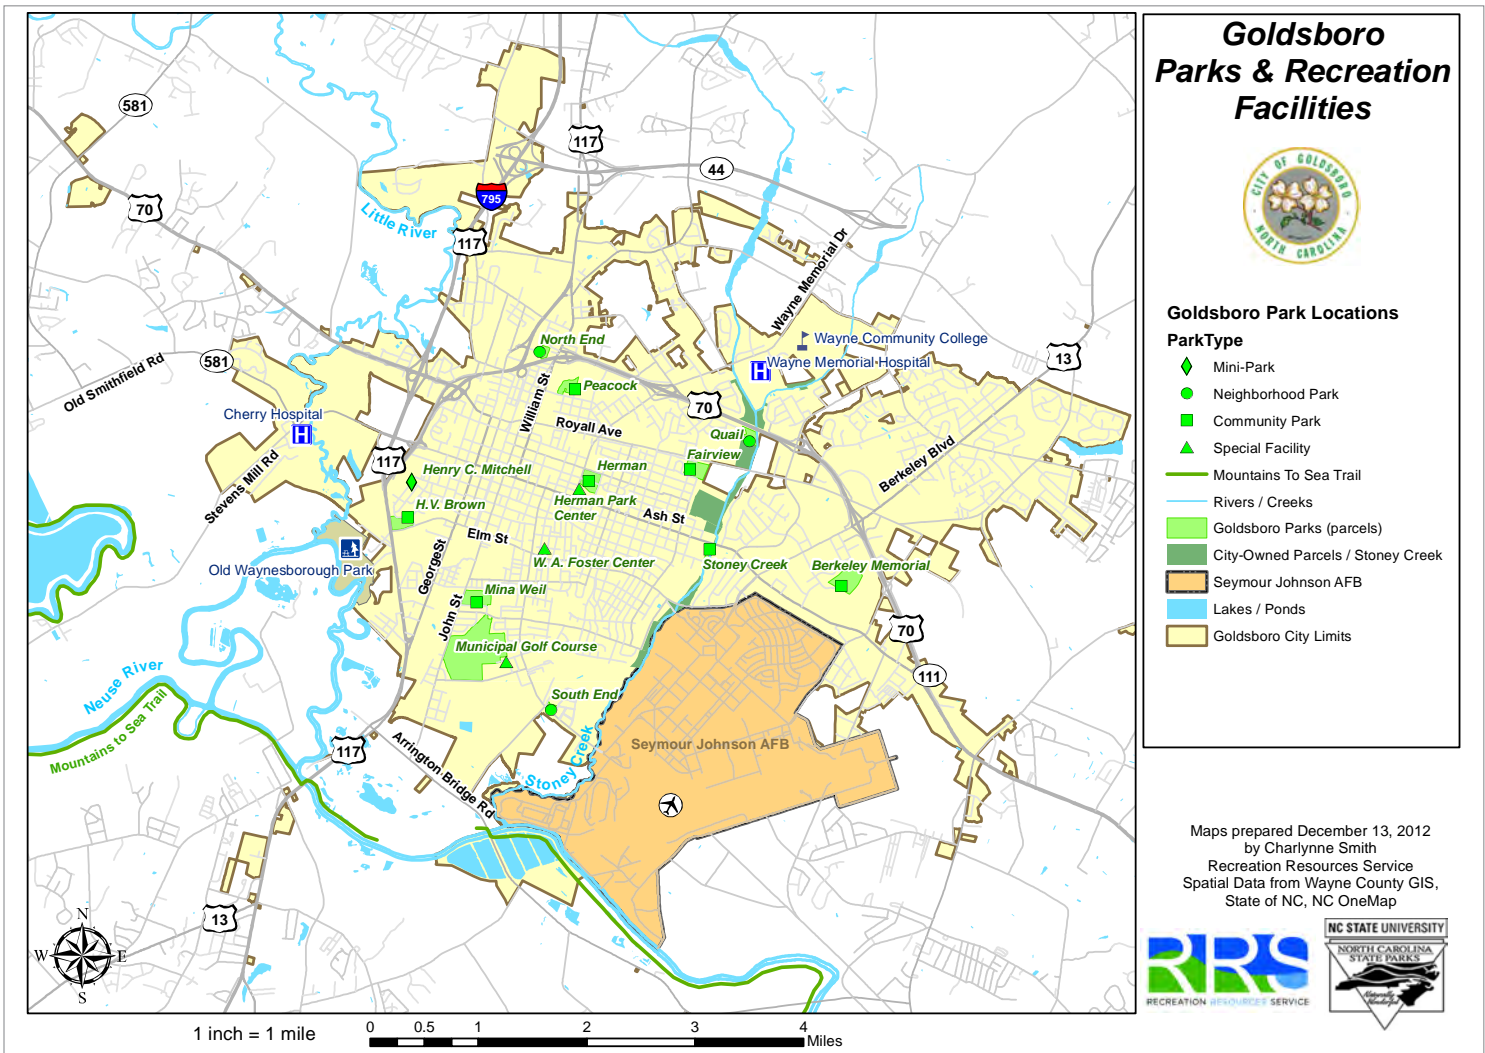 Goldsboro
Parks & Recreation
Facilities
CITY OF GOLDSBORO
NORTH CAROLINA
Goldsboro Park Locations
ParkType
Mini-Park
Neighborhood Park
Community Park
Special Facility
Mountains To Sea Trail
Rivers / Creeks
Goldsboro Parks (parcels)
City-Owned Parcels / Stoney Creek
Seymour Johnson AFB
Lakes / Ponds
Goldsboro City Limits
Maps prepared December 13, 2012
by Charlynne Smith
Recreation Resources Service
Spatial Data from Wayne County GIS,
State of NC, NC OneMap
RRS
RECREATION RESOURCES SERVICE
NC STATE UNIVERSITY
NORTH CAROLINA
STATE PARKS
Naturally
Wonderful
581
117
44
70
795
Little River
117
Wayne Memorial Dr
North End
Wayne Community College
Wayne Memorial Hospital
13
581
Old Smithfield Rd
Peacock
William St
70
Cherry Hospital
Royall Ave
Quail
Fairview
Berkeley Blvd
117
Henry C. Mitchell
Herman
Stevens Mill Rd
H.V. Brown
Herman Park
Center
Ash St
Elm St
Old Waynesborough Park
George St
W. A. Foster Center
Stoney Creek
Berkeley Memorial
Mina Weil
John St
Municipal Golf Course
70
111
Neuse River
Mountains to Sea Trail
South End
Stoney Creek
Seymour Johnson AFB
117
Arrington Bridge Rd
13
N
W
E
S
1 inch = 1 mile
0
0.5
1
2
3
4
Miles